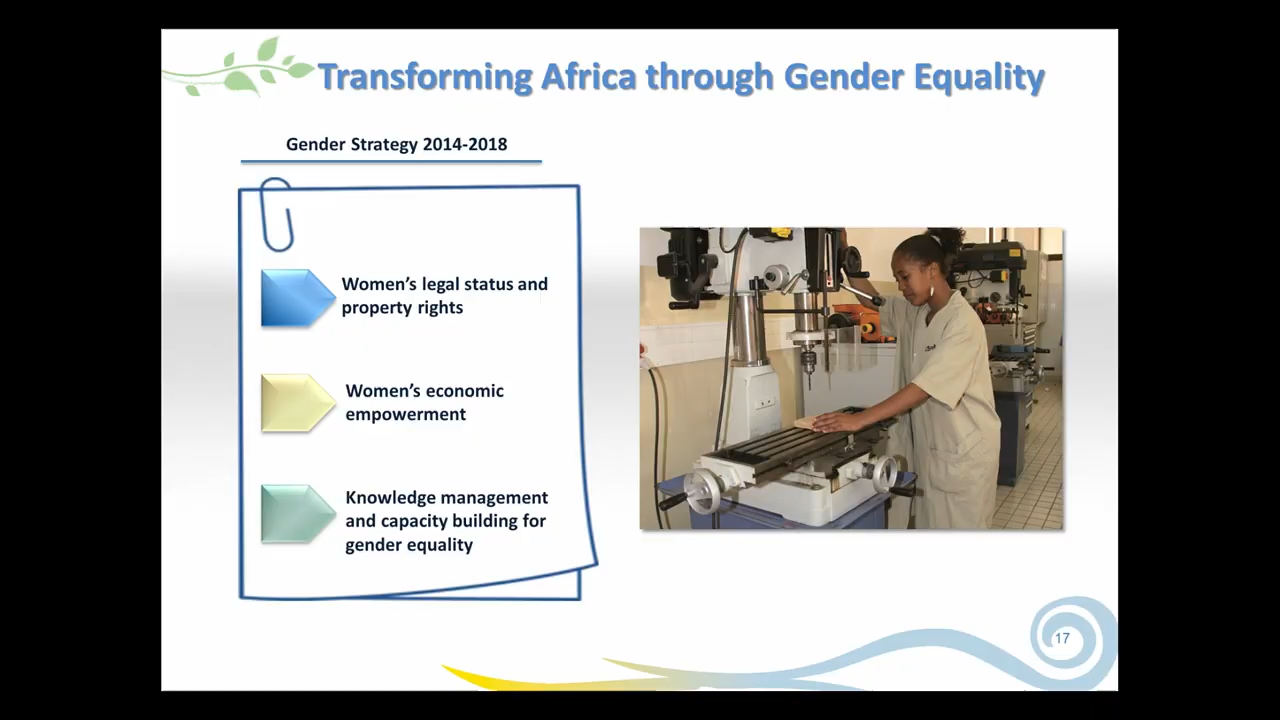 Transforming Africa through Gender Equality
Gender Strategy 2014-2018
Women's legal status and
property rights
Women's economic
empowerment
Knowledge management
and capacity building for
gender equality
17